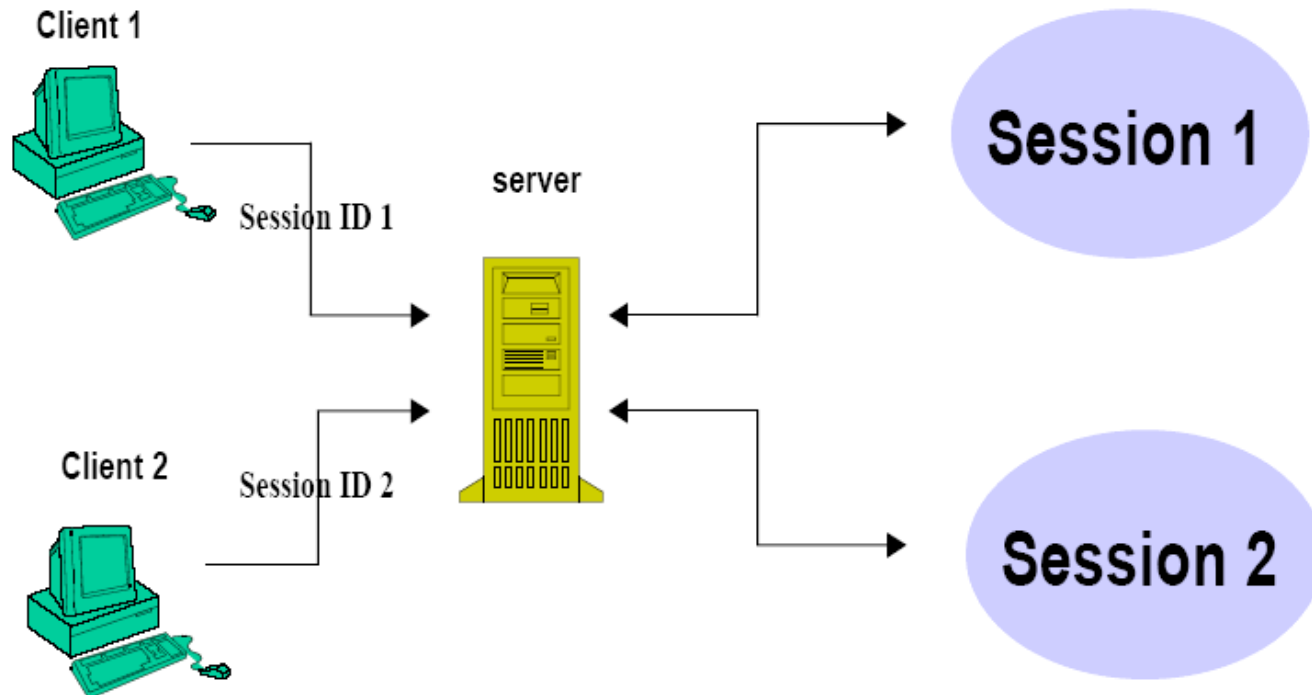 Client 1
Session 1
server
Session ID 1
Client 2
Session ID 2
Session 2